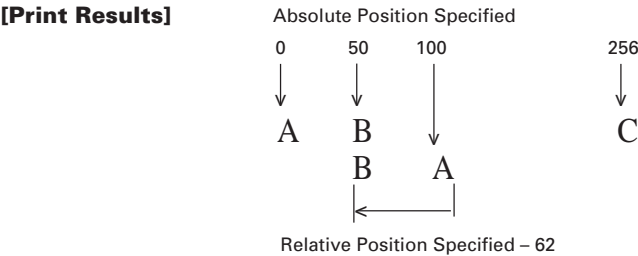 [Print Results] Absolute Position Specified
0 50 100 256
A B C
B A
Relative Position Specified – 62